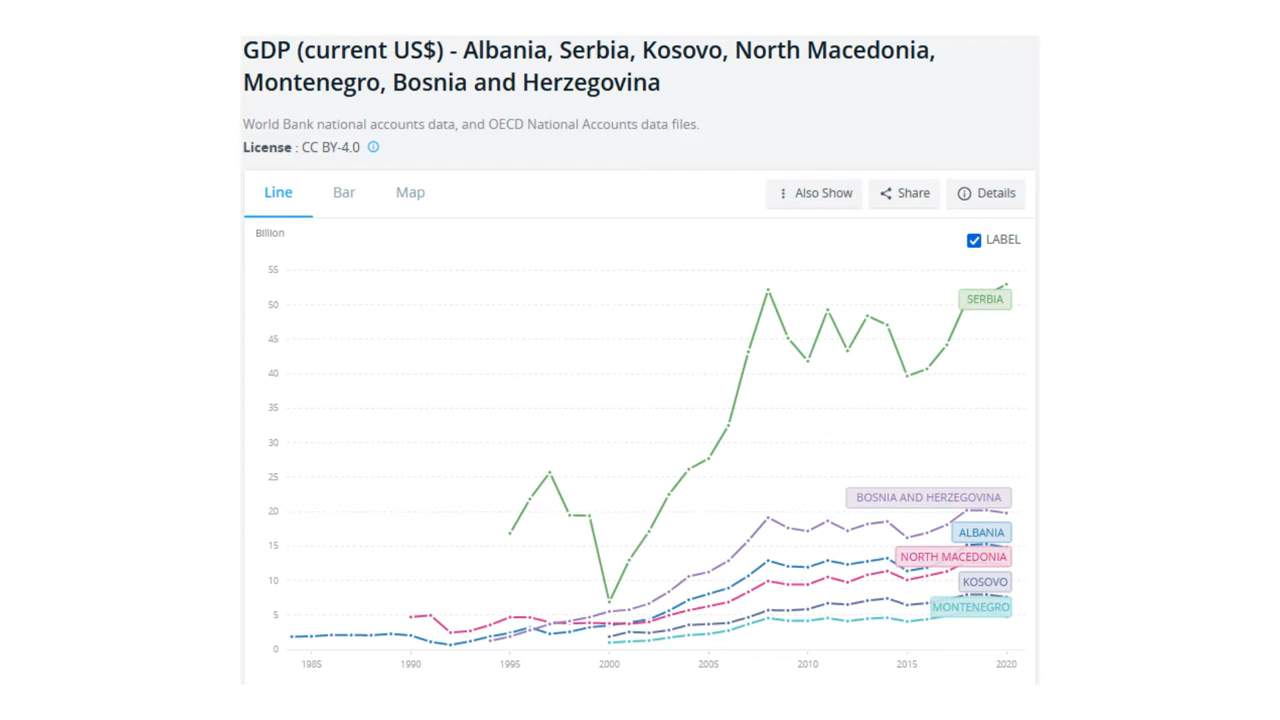 GDP (current US$) - Albania, Serbia, Kosovo, North Macedonia,
Montenegro, Bosnia and Herzegovina
World Bank national accounts data, and OECD National Accounts data files.
License : CC BY-4.0
Line Bar Map Also Show Share Details
Billion
LABEL
55
50
SERBIA
45
40
35
30
25
BOSNIA AND HERZEGOVINA
20
ALBANIA
15
NORTH MACEDONIA
10
KOSOVO
MONTENEGRO
5
0
1985 1990 1995 2000 2005 2010 2015 2020